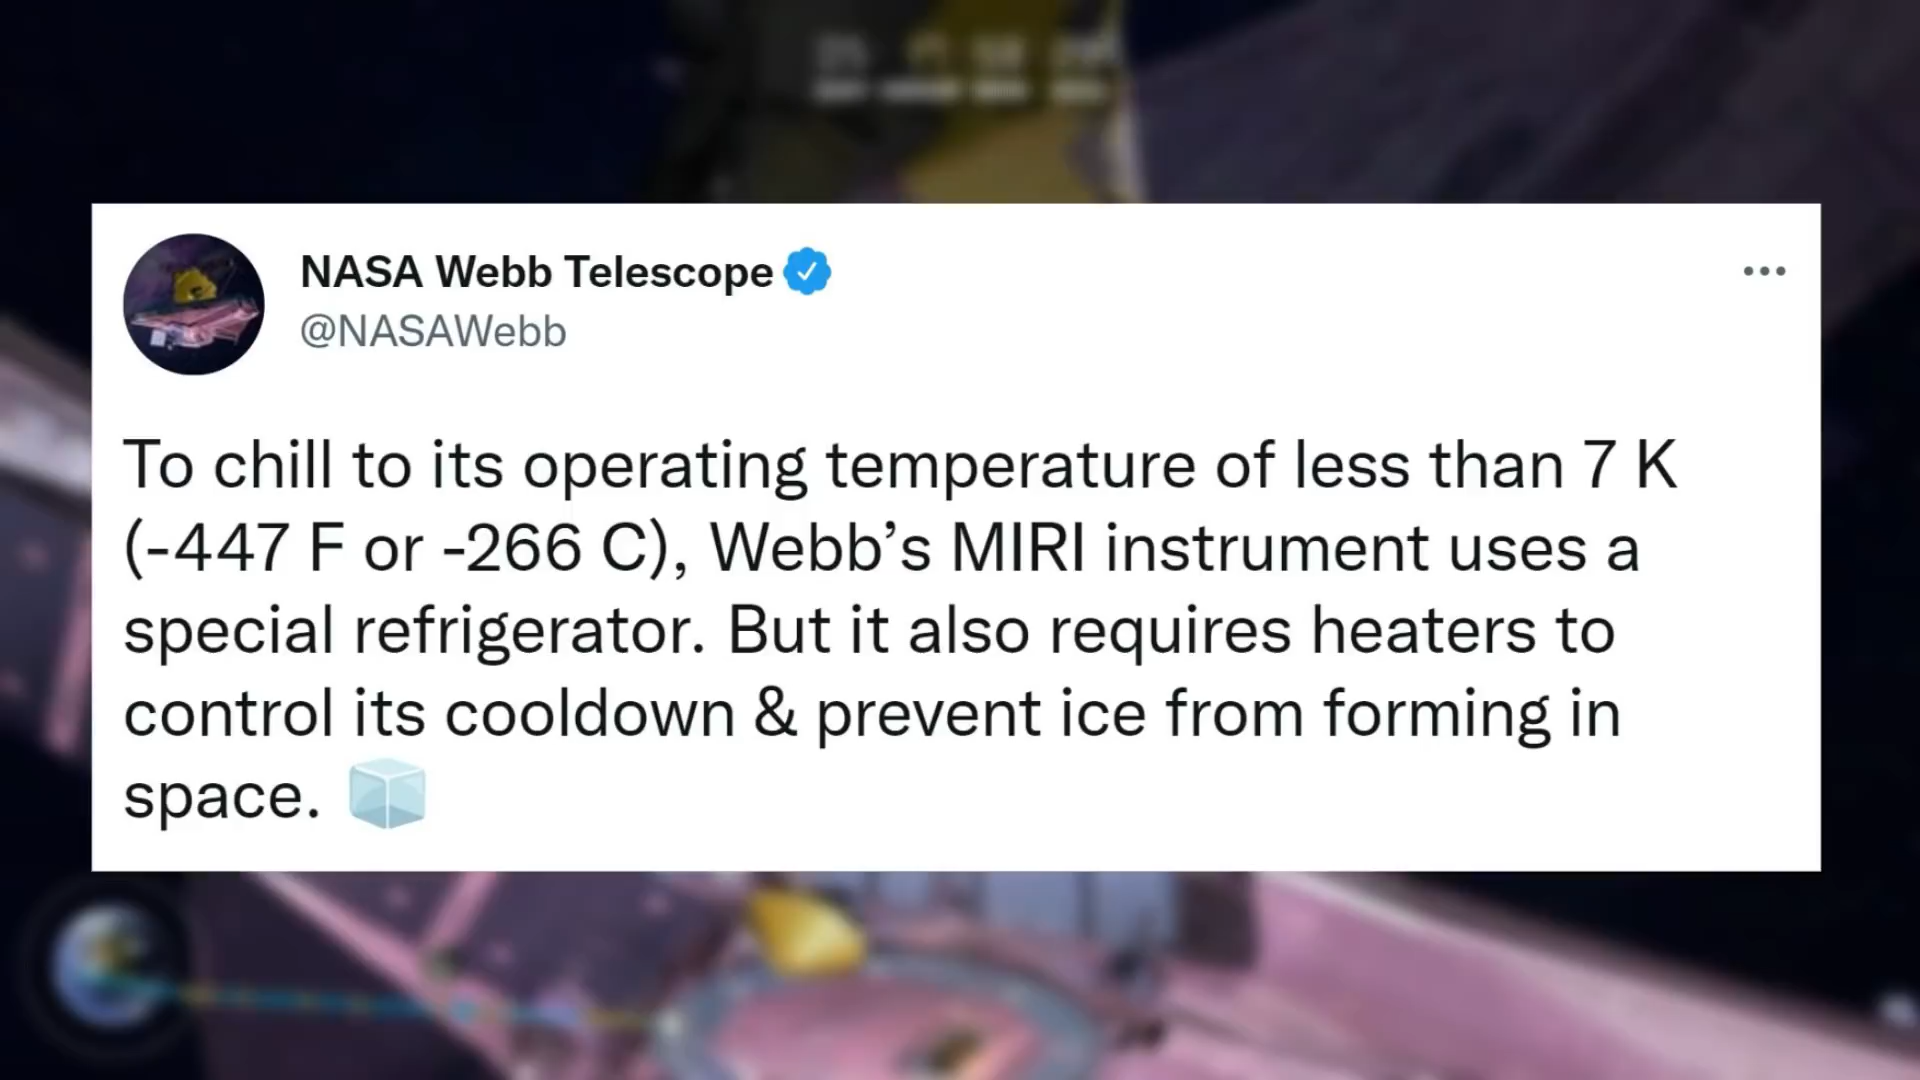 NASA Webb Telescope
@NASAWebb
To chill to its operating temperature of less than 7 K
(-447 F or -266 C), Webb’s MIRI instrument uses a
special refrigerator. But it also requires heaters to
control its cooldown & prevent ice from forming in
space. 🧊